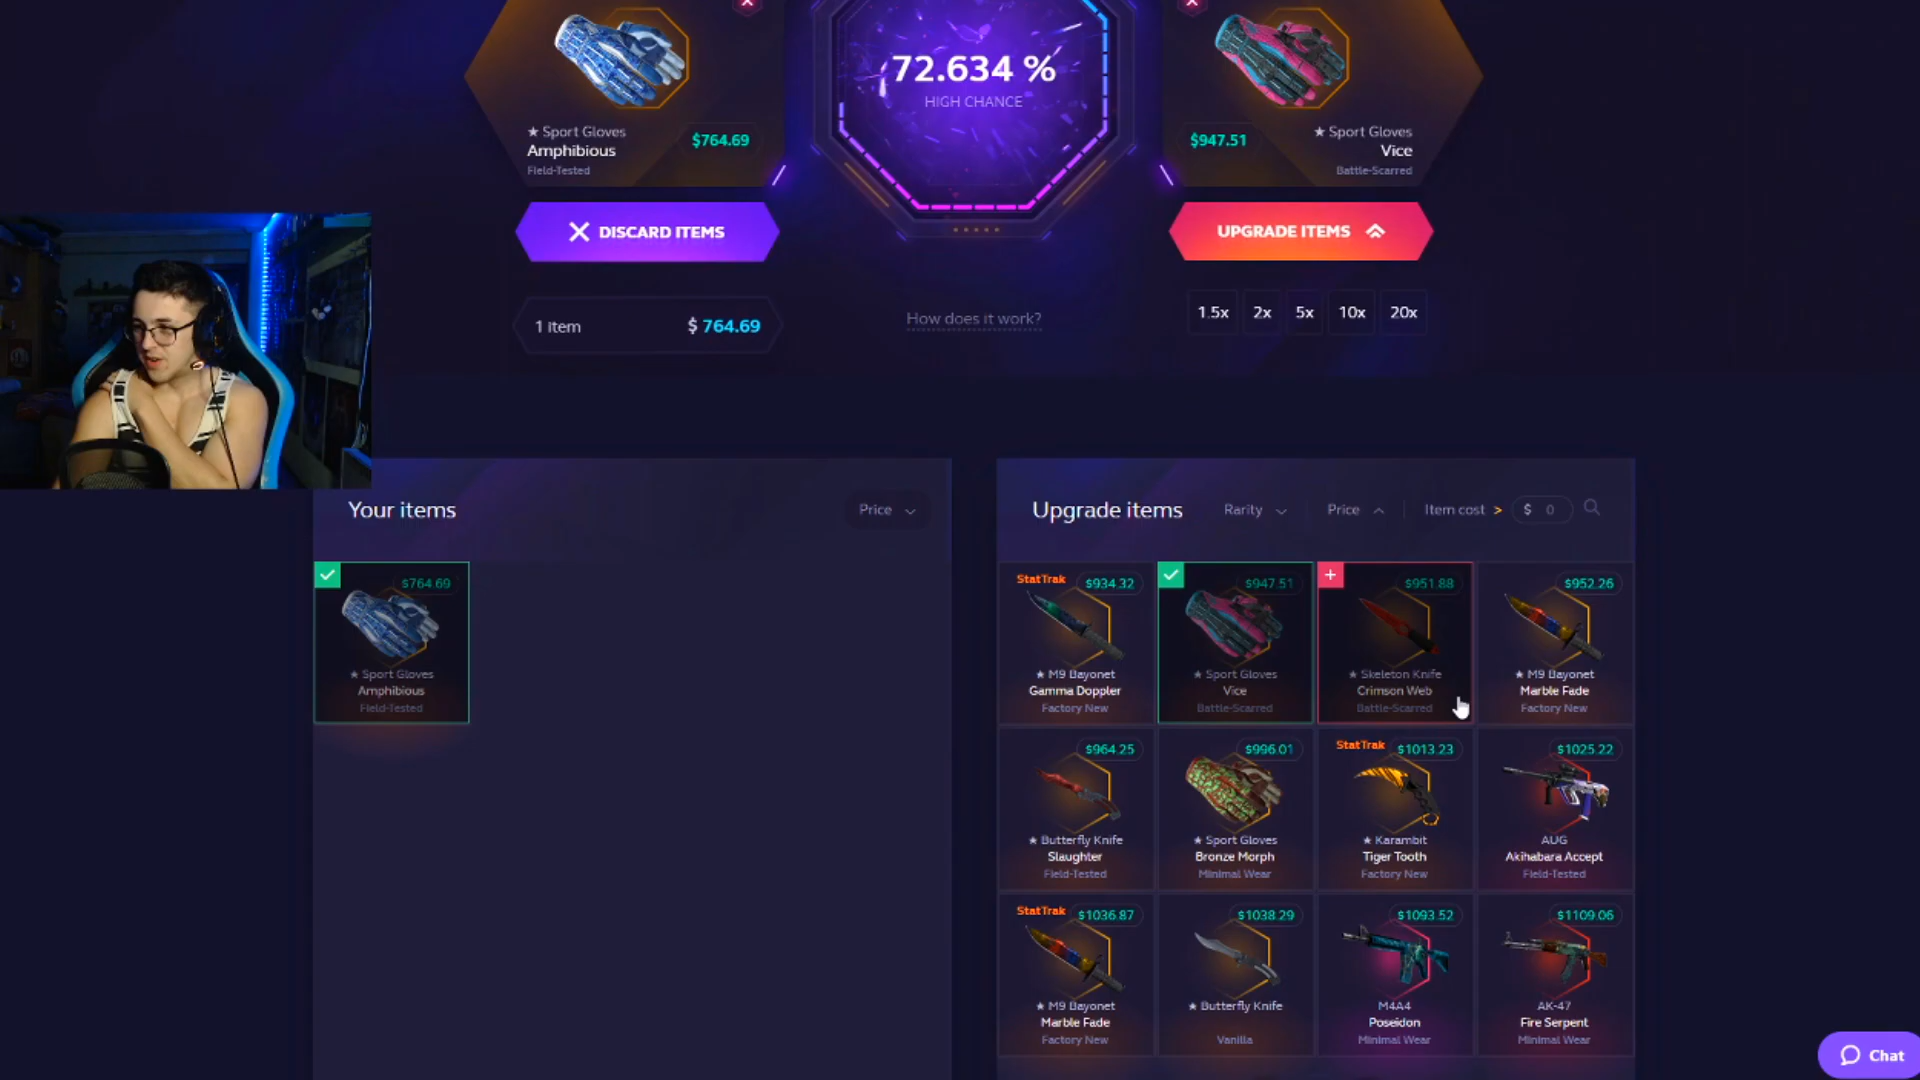 72.634 %
HIGH CHANCE
★ Sport Gloves
Amphibious
Field-Tested
$764.69
$947.51
★ Sport Gloves
Vice
Battle-Scarred
DISCARD ITEMS
UPGRADE ITEMS
1 Item
$ 764.69
How does it work?
1.5x 2x 5x 10x 20x
Your items
Price
Upgrade items
Rarity
Price
Item cost >
$ 0
$764.69
★ Sport Gloves
Amphibious
Field-Tested
StatTrak $934.32
★ M9 Bayonet
Gamma Doppler
Factory New
$947.51
★ Sport Gloves
Vice
Battle-Scarred
$951.88
★ Skeleton Knife
Crimson Web
Battle-Scarred
$952.26
★ M9 Bayonet
Marble Fade
Factory New
$964.25
★ Butterfly Knife
Slaughter
Field-Tested
$996.01
★ Sport Gloves
Bronze Morph
Minimal Wear
StatTrak $1013.23
★ Karambit
Tiger Tooth
Factory New
$1025.22
AUG
Akihabara Accept
Field-Tested
StatTrak $1036.87
★ M9 Bayonet
Marble Fade
Factory New
$1038.29
★ Butterfly Knife
Vanilla
$1093.52
M4A4
Poseidon
Minimal Wear
$1109.06
AK-47
Fire Serpent
Minimal Wear
Chat